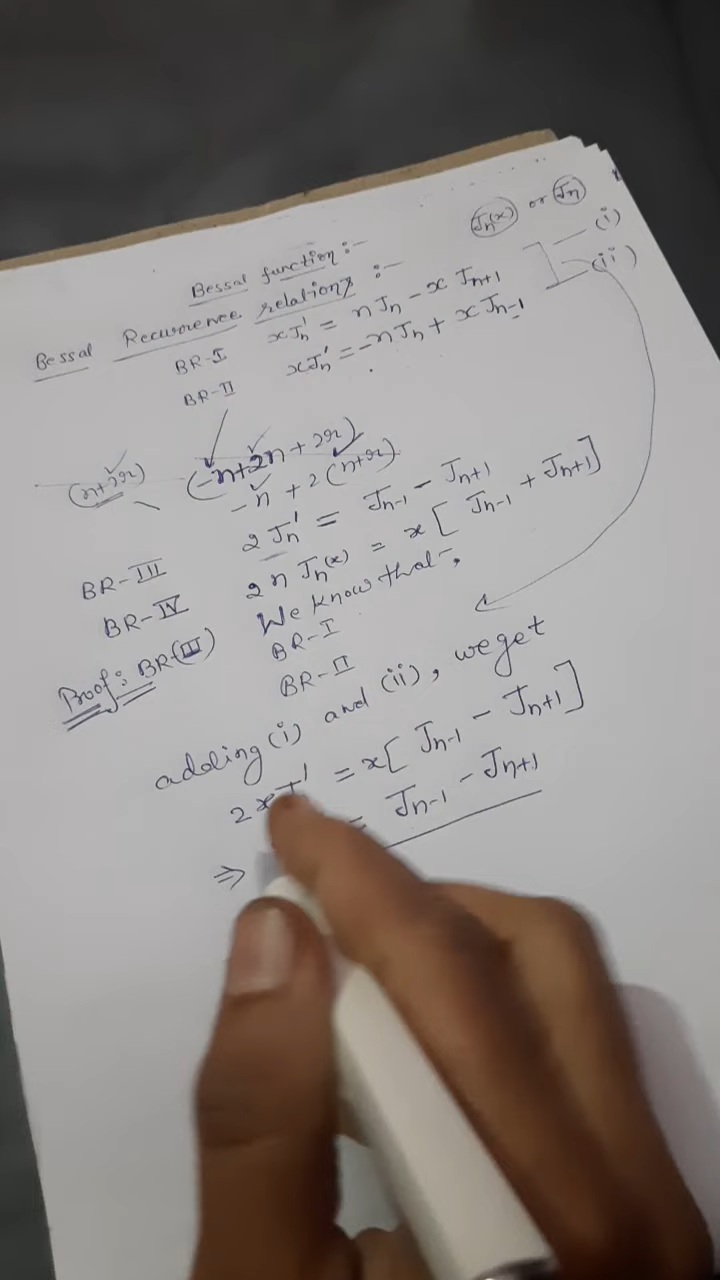 Jn(x) or Jn
Bessal function:-
Bessal Recurrence relation:-
BR-I xJn' = nJn - xJn+1 (i)
BR-II xJn' = -nJn + xJn-1 (ii)
(n+2r) (-n+2n+2r)
-n + 2(n+r)
BR-III 2Jn' = Jn-1 - Jn+1
BR-IV 2nJn(x) = x[Jn-1 + Jn+1]
Proof: BR(III) We know that-,
BR-I
BR-II
adding (i) and (ii), we get
2xJ' = x[Jn-1 - Jn+1]
⇒ = Jn-1 - Jn+1